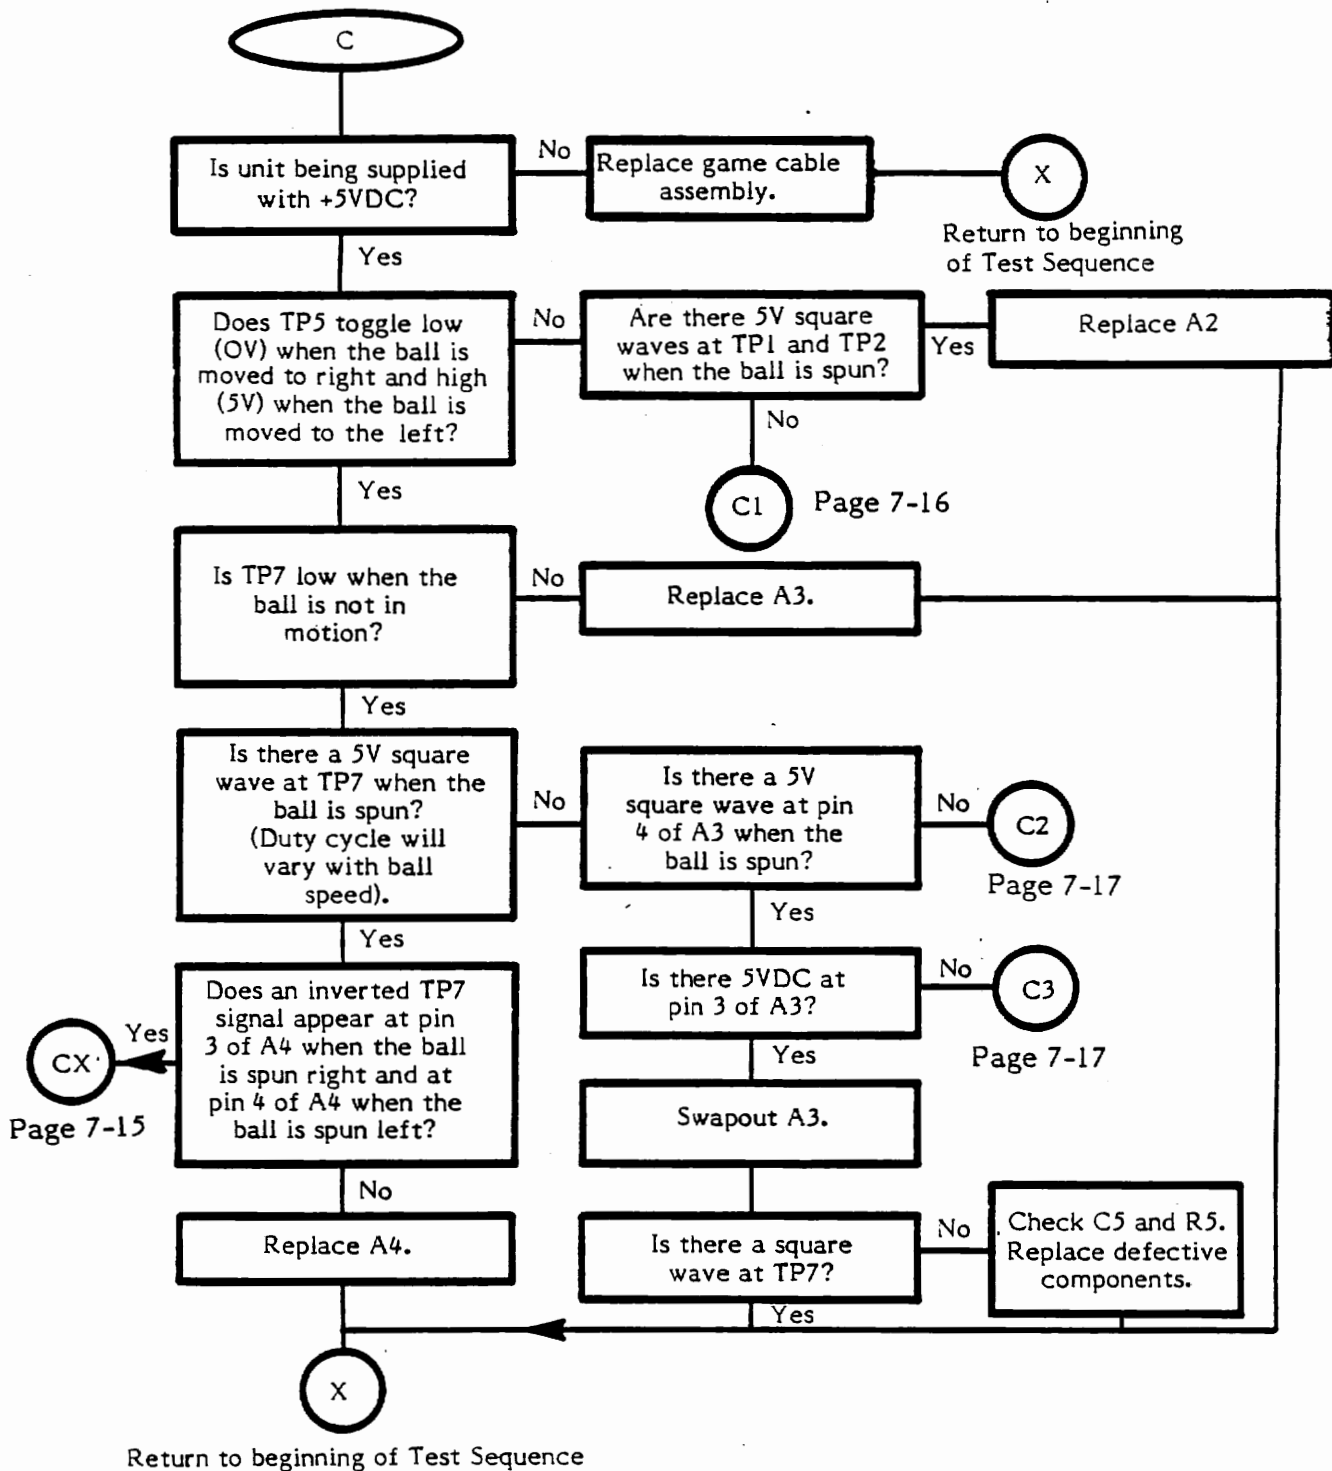 C
Is unit being supplied
with +5VDC?
No
Replace game cable
assembly.
X
Return to beginning
of Test Sequence
Yes
Does TP5 toggle low
(0V) when the ball is
moved to right and high
(5V) when the ball is
moved to the left?
No
Are there 5V square
waves at TP1 and TP2
when the ball is spun?
Yes
Replace A2
No
C1
Page 7-16
Yes
Is TP7 low when the
ball is not in
motion?
No
Replace A3.
Yes
Is there a 5V square
wave at TP7 when the
ball is spun?
(Duty cycle will
vary with ball
speed).
No
Is there a 5V
square wave at pin
4 of A3 when the
ball is spun?
No
C2
Page 7-17
Yes
Is there 5VDC at
pin 3 of A3?
No
C3
Page 7-17
Yes
Swapout A3.
Is there a square
wave at TP7?
No
Check C5 and R5.
Replace defective
components.
Yes
Yes
Does an inverted TP7
signal appear at pin
3 of A4 when the ball
is spun right and at
pin 4 of A4 when the
ball is spun left?
Yes
CX
Page 7-15
No
Replace A4.
X
Return to beginning of Test Sequence